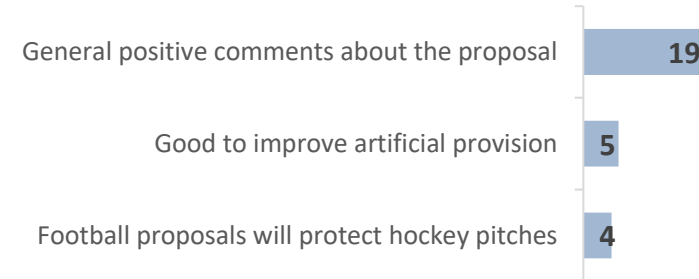 General positive comments about the proposal 19
Good to improve artificial provision 5
Football proposals will protect hockey pitches 4